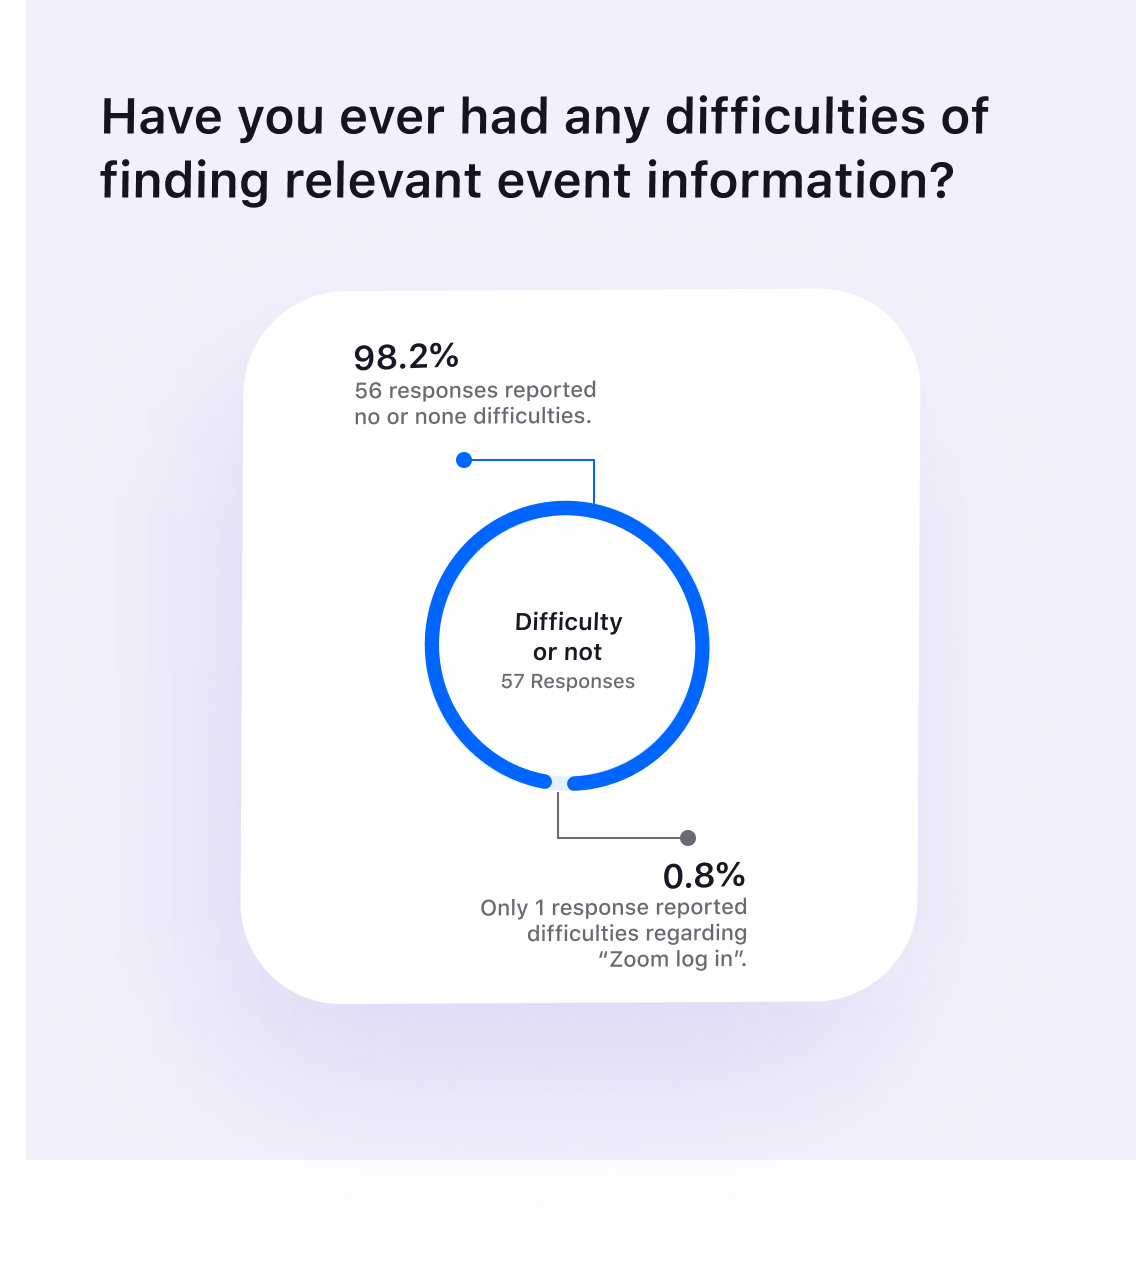 Have you ever had any difficulties of
finding relevant event information?
98.2%
56 responses reported
no or none difficulties.
Difficulty
or not
57 Responses
0.8%
Only 1 response reported
difficulties regarding
“Zoom log in”.